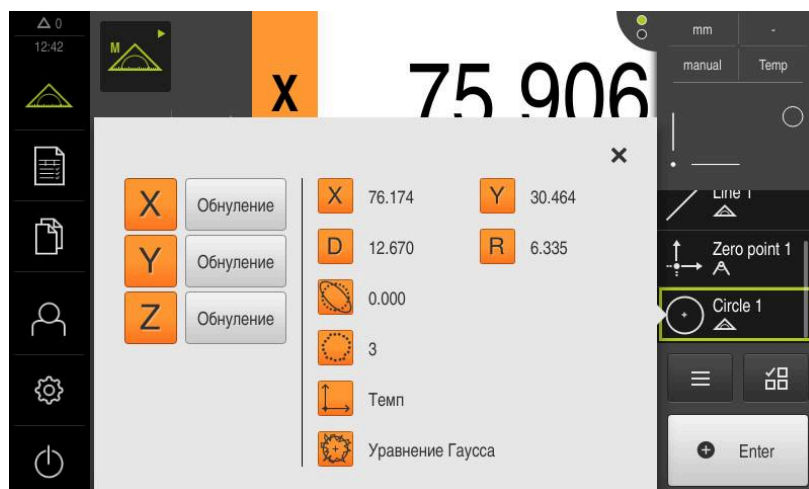 0
12:42
M
X
75.906
mm
-
manual
Temp
X
Обнуление
Y
Обнуление
Z
Обнуление
X 76.174
Y 30.464
D 12.670
R 6.335
0.000
3
Темп
Уравнение Гаусса
Line 1
Zero point 1
Circle 1
Enter